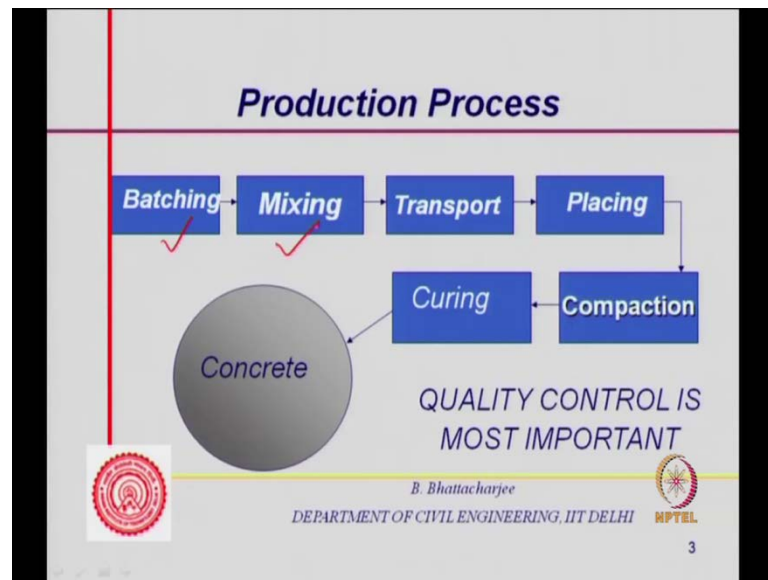 Production Process
Batching
Mixing
Transport
Placing
Compaction
Curing
Concrete
QUALITY CONTROL IS
MOST IMPORTANT
B. Bhattacharjee
DEPARTMENT OF CIVIL ENGINEERING, IIT DELHI
NPTEL
3